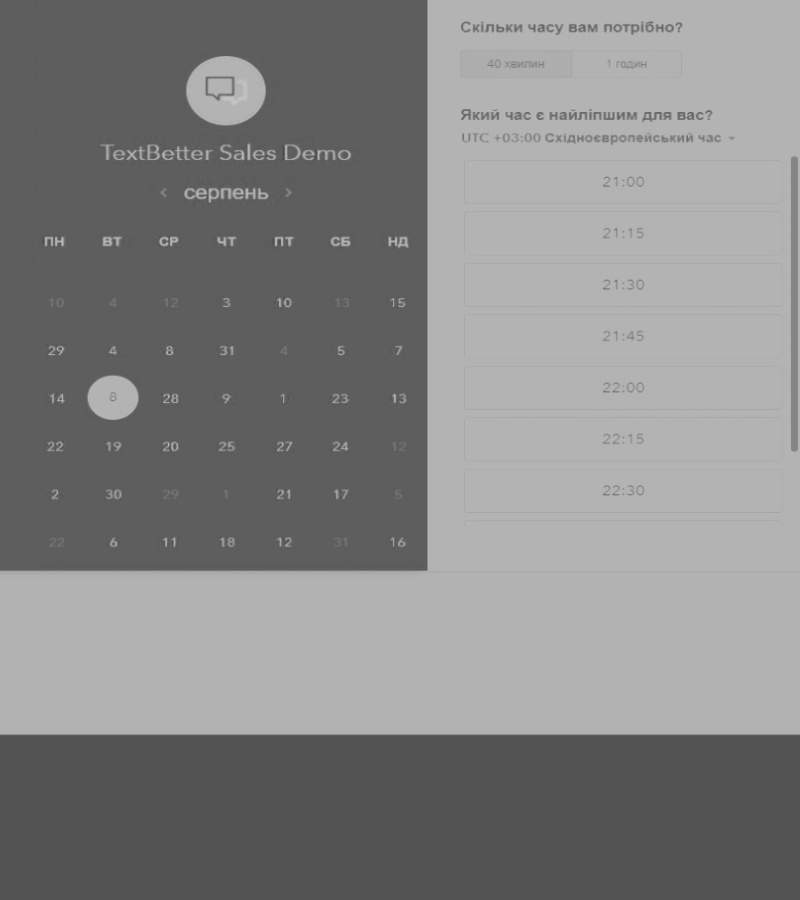 TextBetter Sales Demo
серпень
ПН ВТ СР ЧТ ПТ СБ НД
10 4 12 3 10 13 15
29 4 8 31 4 5 7
14 8 28 9 1 23 13
22 19 20 25 27 24 12
2 30 29 1 21 17 5
22 6 11 18 12 31 16
Скільки часу вам потрібно?
40 хвилин 1 годин
Який час є найліпшим для вас?
UTC +03:00 Східноєвропейський час
21:00
21:15
21:30
21:45
22:00
22:15
22:30